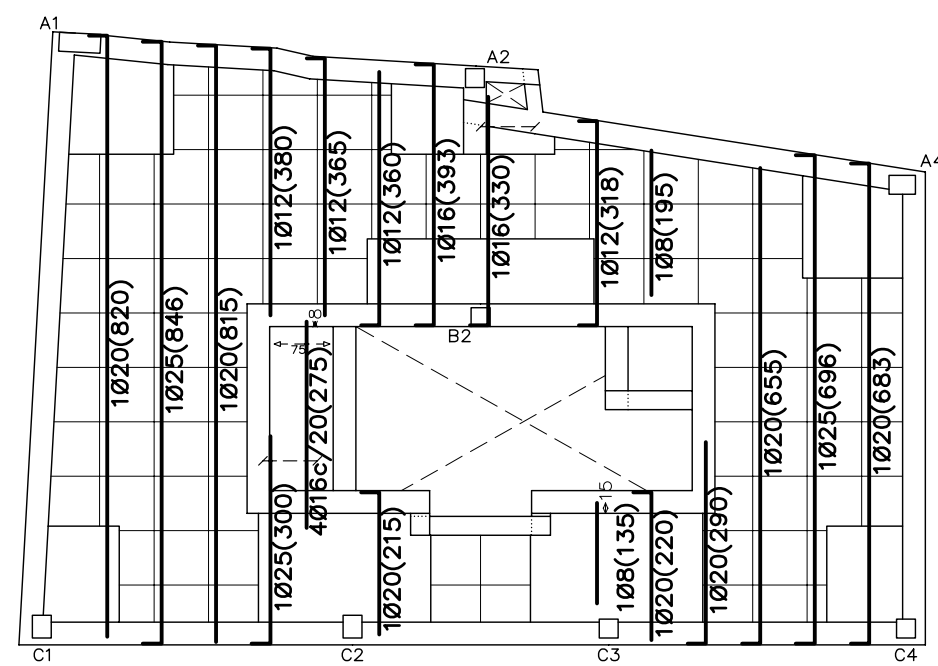 A1
A2
A4
1Ø12(380)
1Ø12(365)
1Ø12(360)
1Ø16(393)
1Ø16(330)
1Ø12(318)
1Ø8(195)
1Ø20(820)
1Ø25(846)
1Ø20(815)
8
75
B2
4Ø16c/20(275)
1Ø20(655)
1Ø25(696)
1Ø20(683)
15
1Ø25(300)
1Ø20(215)
1Ø8(135)
1Ø20(220)
1Ø20(290)
C1
C2
C3
C4